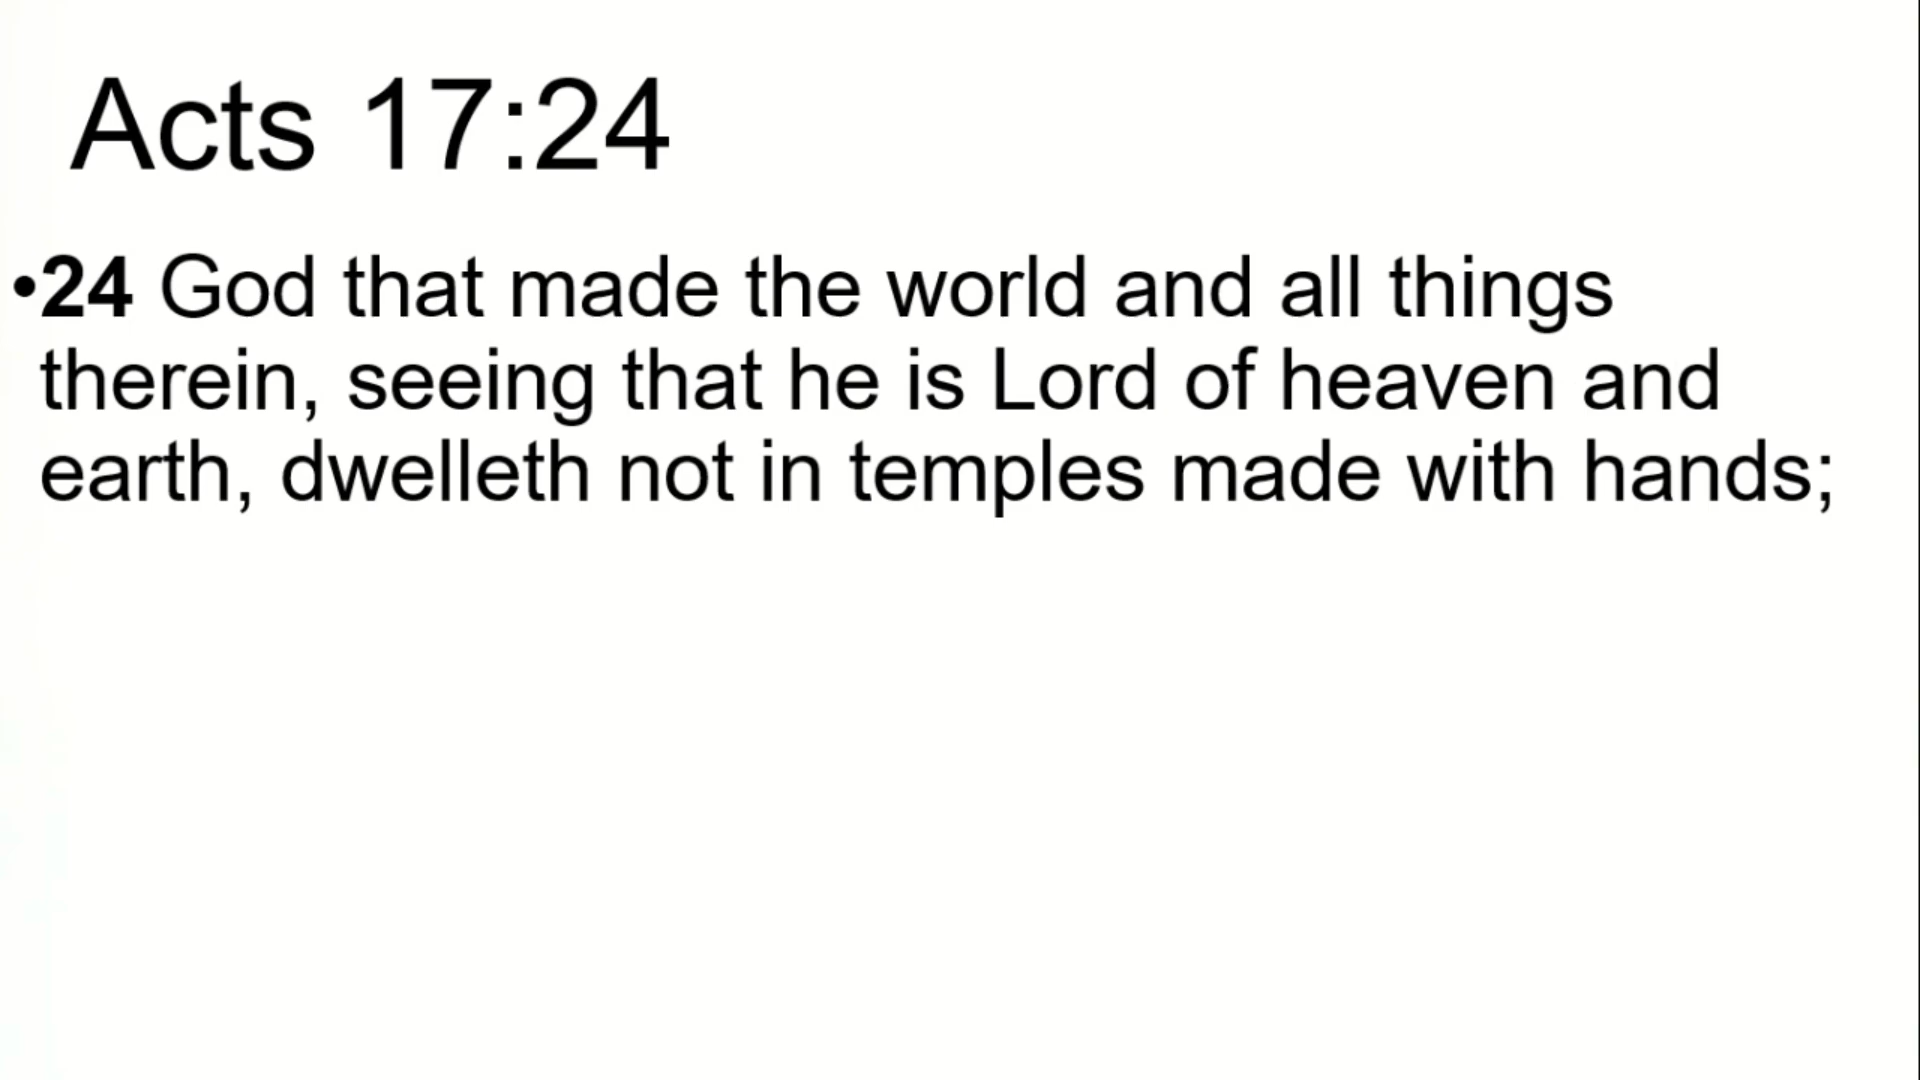 Acts 17:24
•24 God that made the world and all things
therein, seeing that he is Lord of heaven and
earth, dwelleth not in temples made with hands;